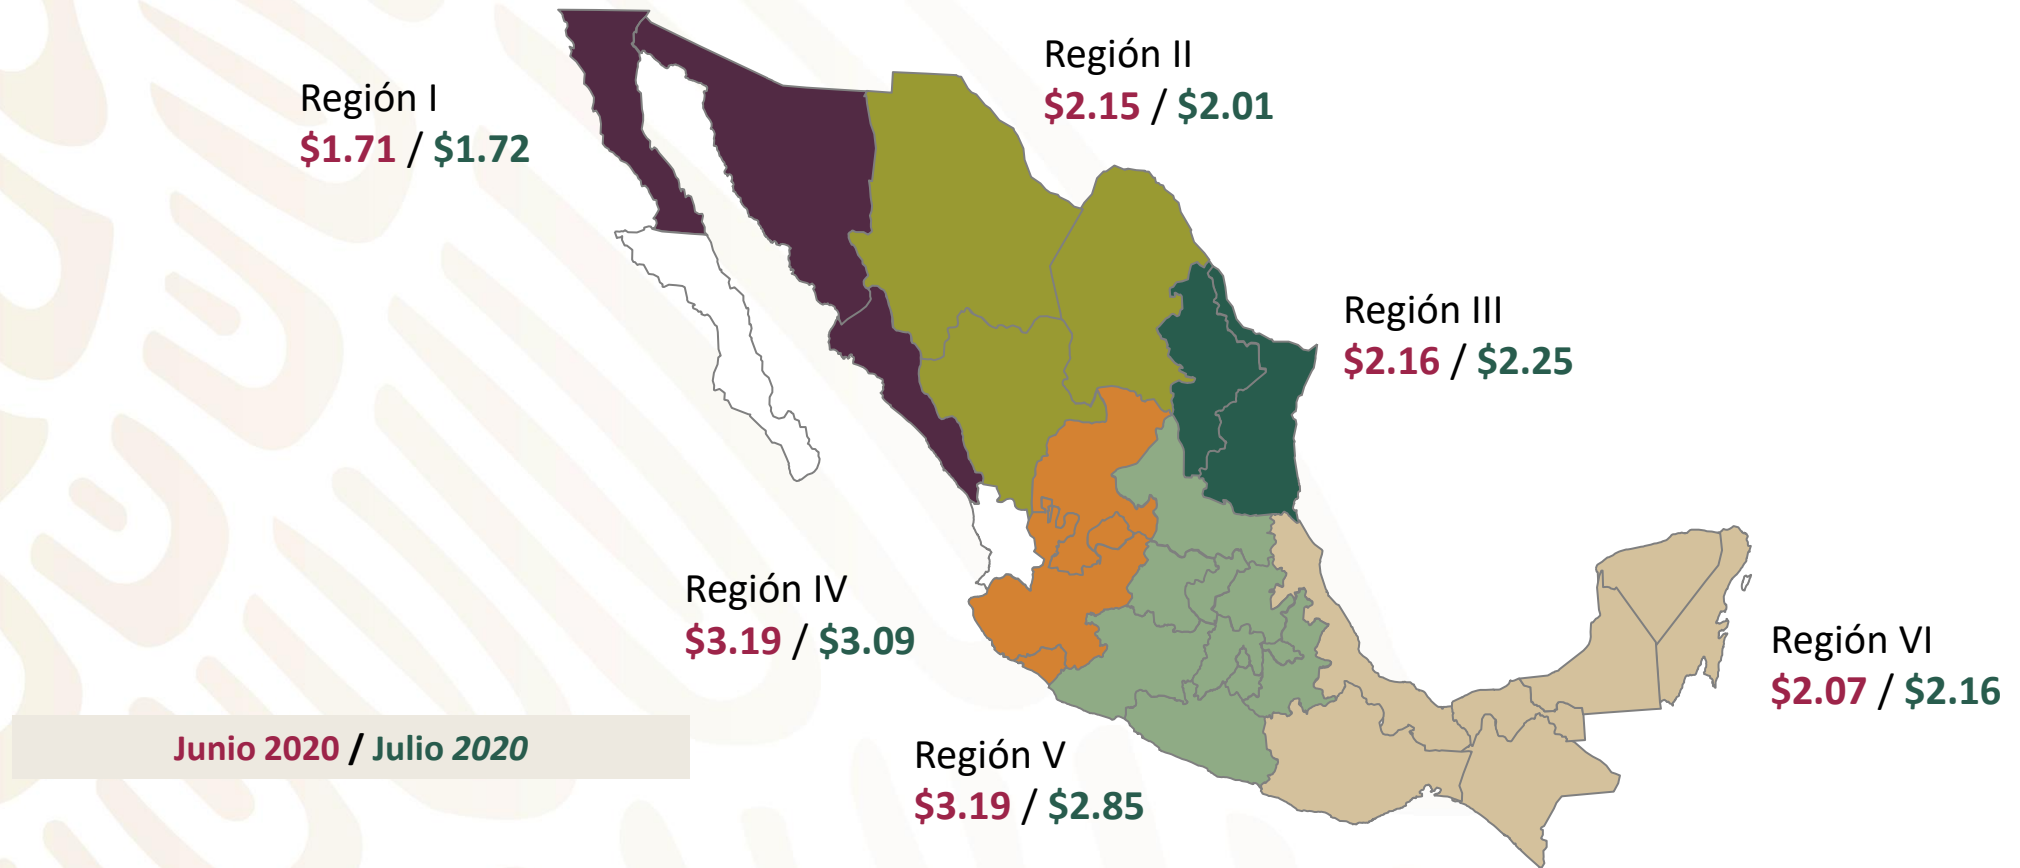 Región I
$1.71 / $1.72
Región II
$2.15 / $2.01
Región III
$2.16 / $2.25
Región IV
$3.19 / $3.09
Región VI
$2.07 / $2.16
Junio 2020 / Julio 2020
Región V
$3.19 / $2.85